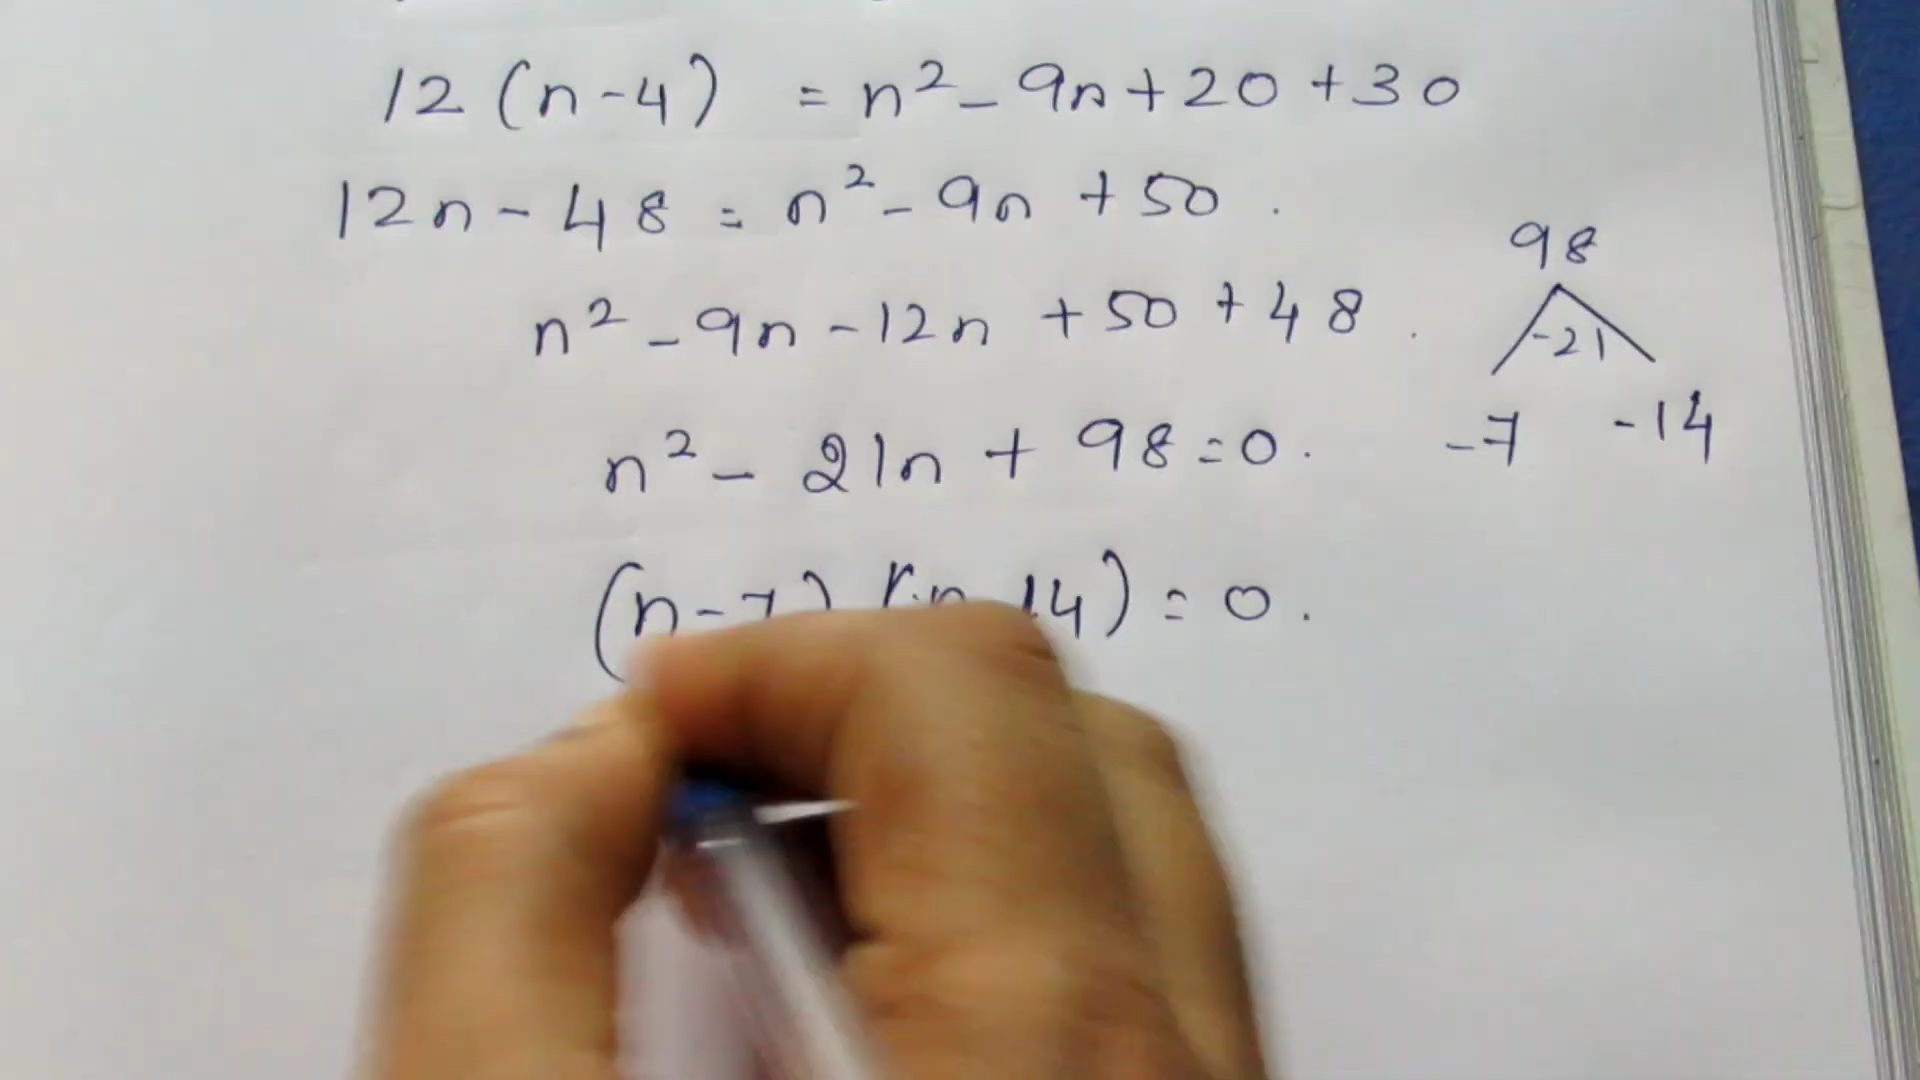 12 (n-4) = n² - 9n + 20 + 30
12n - 48 = n² - 9n + 50 .
n² - 9n - 12n + 50 + 48 .
n² - 21n + 98 = 0 .
(n-7) (n 14) = 0 .
98
-21
-7 -14